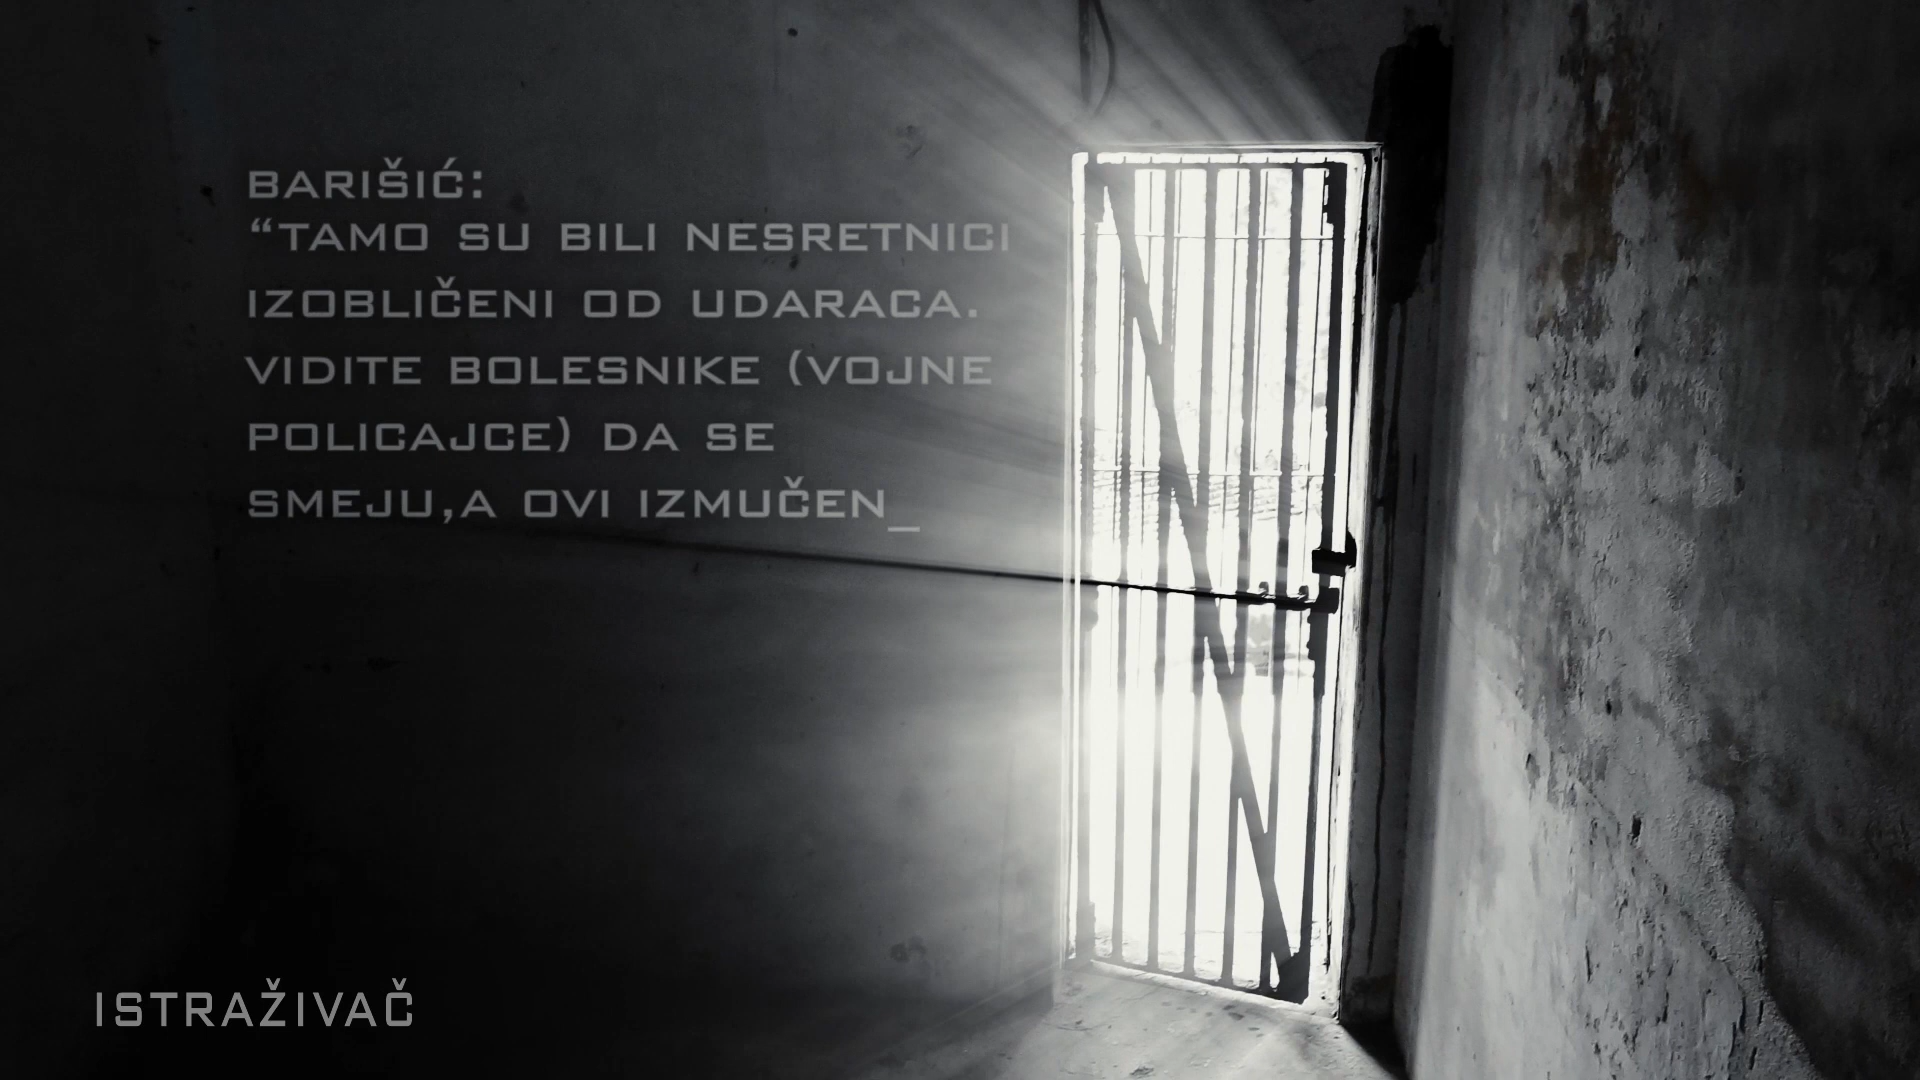 BARIŠIĆ:
“TAMO SU BILI NESRETNICI
IZOBLIČENI OD UDARACA.
VIDITE BOLESNIKE (VOJNE
POLICAJCE) DA SE
SMEJU,A OVI IZMUČEN_
ISTRAŽIVAČ